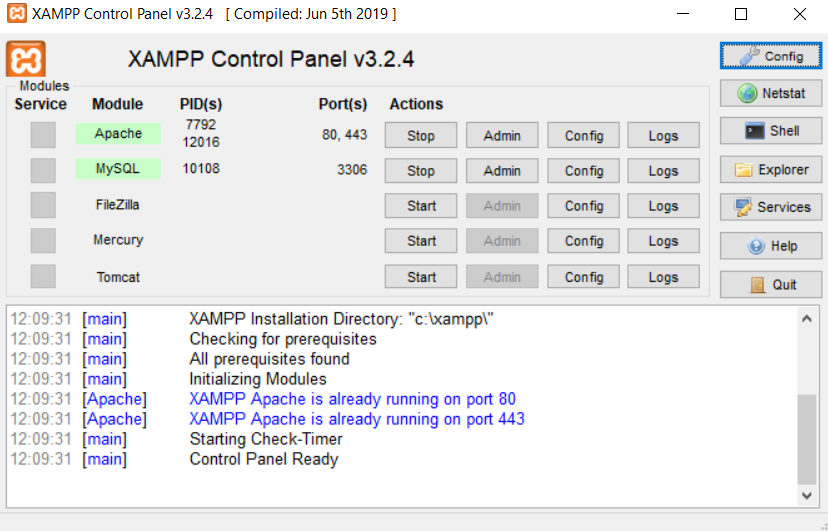 XAMPP Control Panel v3.2.4 [ Compiled: Jun 5th 2019 ]
XAMPP Control Panel v3.2.4
Config
Modules
Service Module PID(s) Port(s) Actions
Netstat
Apache 7792 12016 80, 443 Stop Admin Config Logs
Shell
MySQL 10108 3306 Stop Admin Config Logs
Explorer
FileZilla Start Admin Config Logs
Services
Mercury Start Admin Config Logs
Help
Tomcat Start Admin Config Logs
Quit
12:09:31 [main] XAMPP Installation Directory: "c:\xampp\"
12:09:31 [main] Checking for prerequisites
12:09:31 [main] All prerequisites found
12:09:31 [main] Initializing Modules
12:09:31 [Apache] XAMPP Apache is already running on port 80
12:09:31 [Apache] XAMPP Apache is already running on port 443
12:09:31 [main] Starting Check-Timer
12:09:31 [main] Control Panel Ready